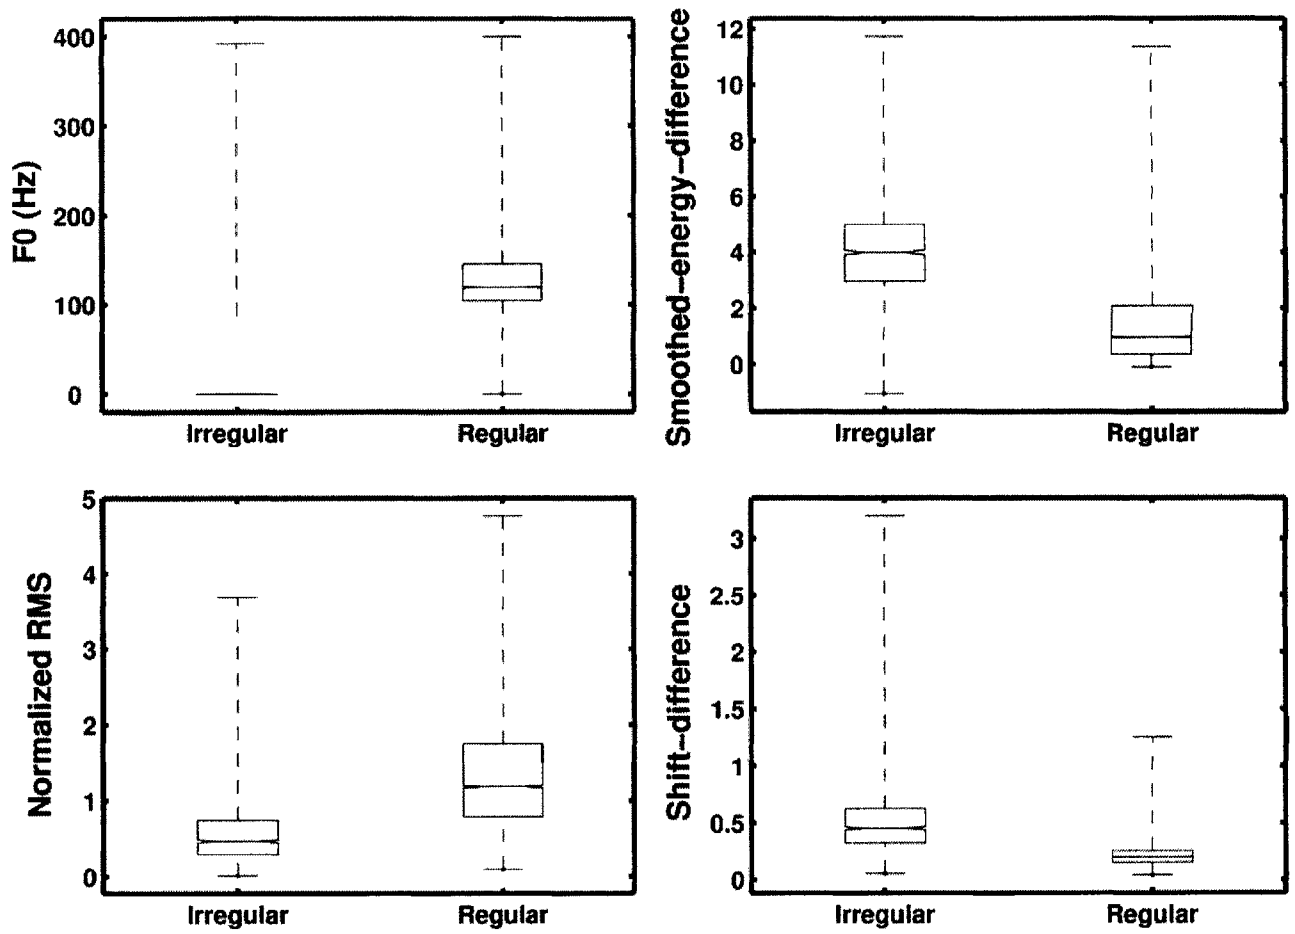 F0 (Hz)
400
300
200
100
0
Irregular
Regular
Smoothed-energy-difference
12
10
8
6
4
2
0
Irregular
Regular
Normalized RMS
5
4
3
2
1
0
Irregular
Regular
Shift-difference
3
2.5
2
1.5
1
0.5
0
Irregular
Regular